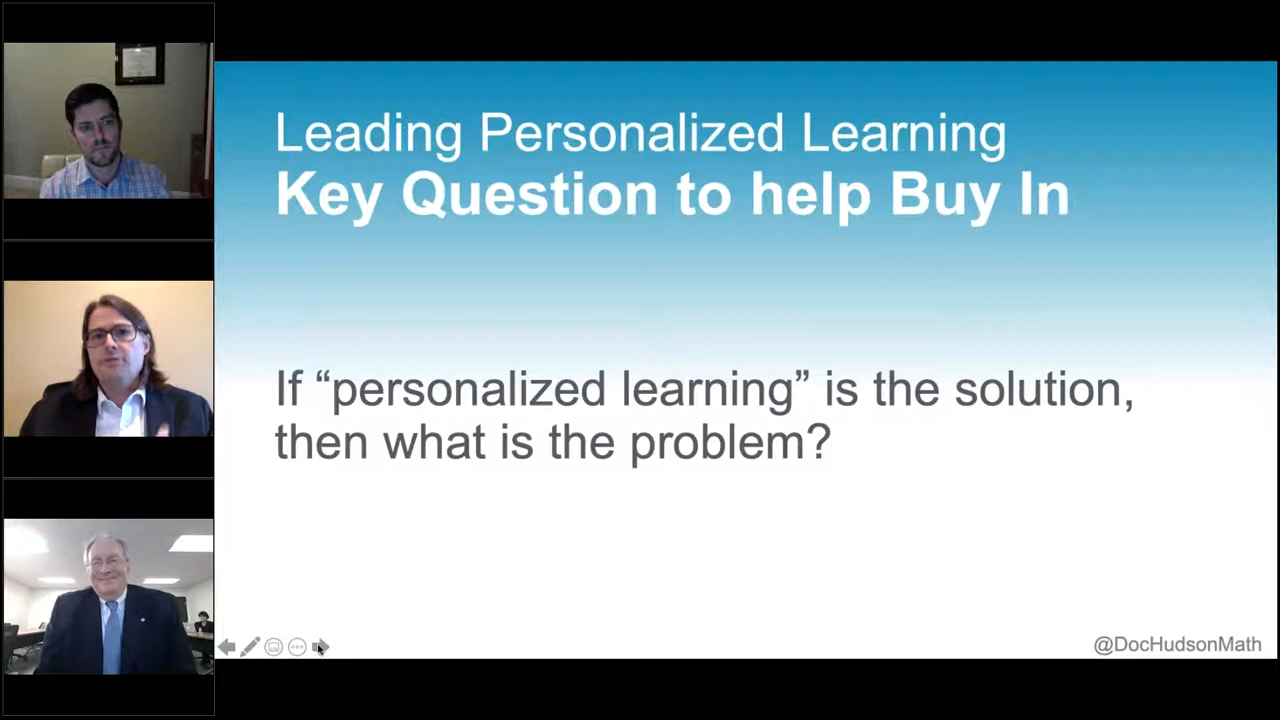 Leading Personalized Learning
Key Question to help Buy In
If “personalized learning” is the solution,
then what is the problem?
@DocHudsonMath